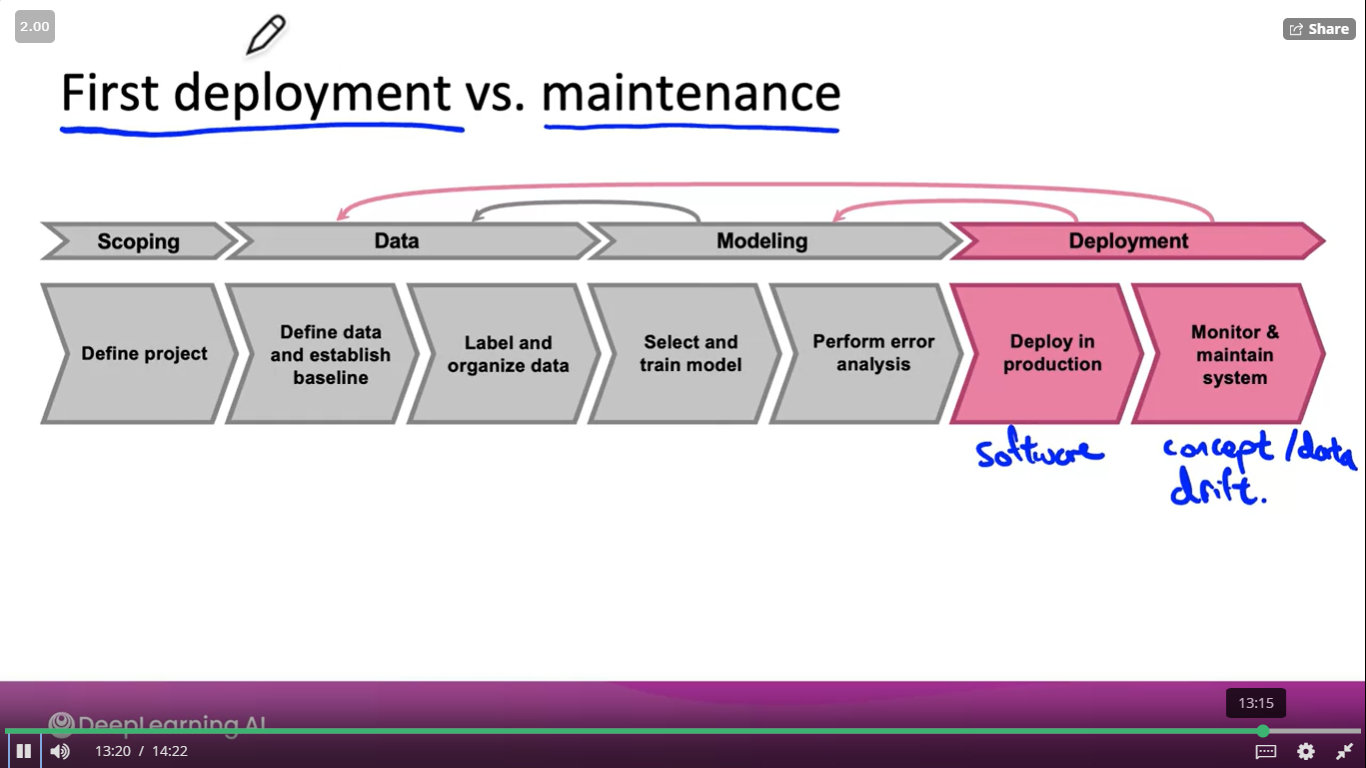 2.00
Share
First deployment vs. maintenance
Scoping
Data
Modeling
Deployment
Define project
Define data
and establish
baseline
Label and
organize data
Select and
train model
Perform error
analysis
Deploy in
production
Monitor &
maintain
system
software
concept/data
drift.
DeepLearning.AI
13:15
13:20 / 14:22